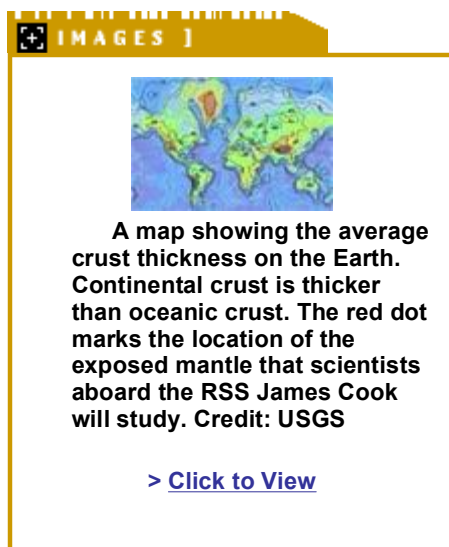 IMAGES ]
A map showing the average
crust thickness on the Earth.
Continental crust is thicker
than oceanic crust. The red dot
marks the location of the
exposed mantle that scientists
aboard the RSS James Cook
will study. Credit: USGS
> Click to View